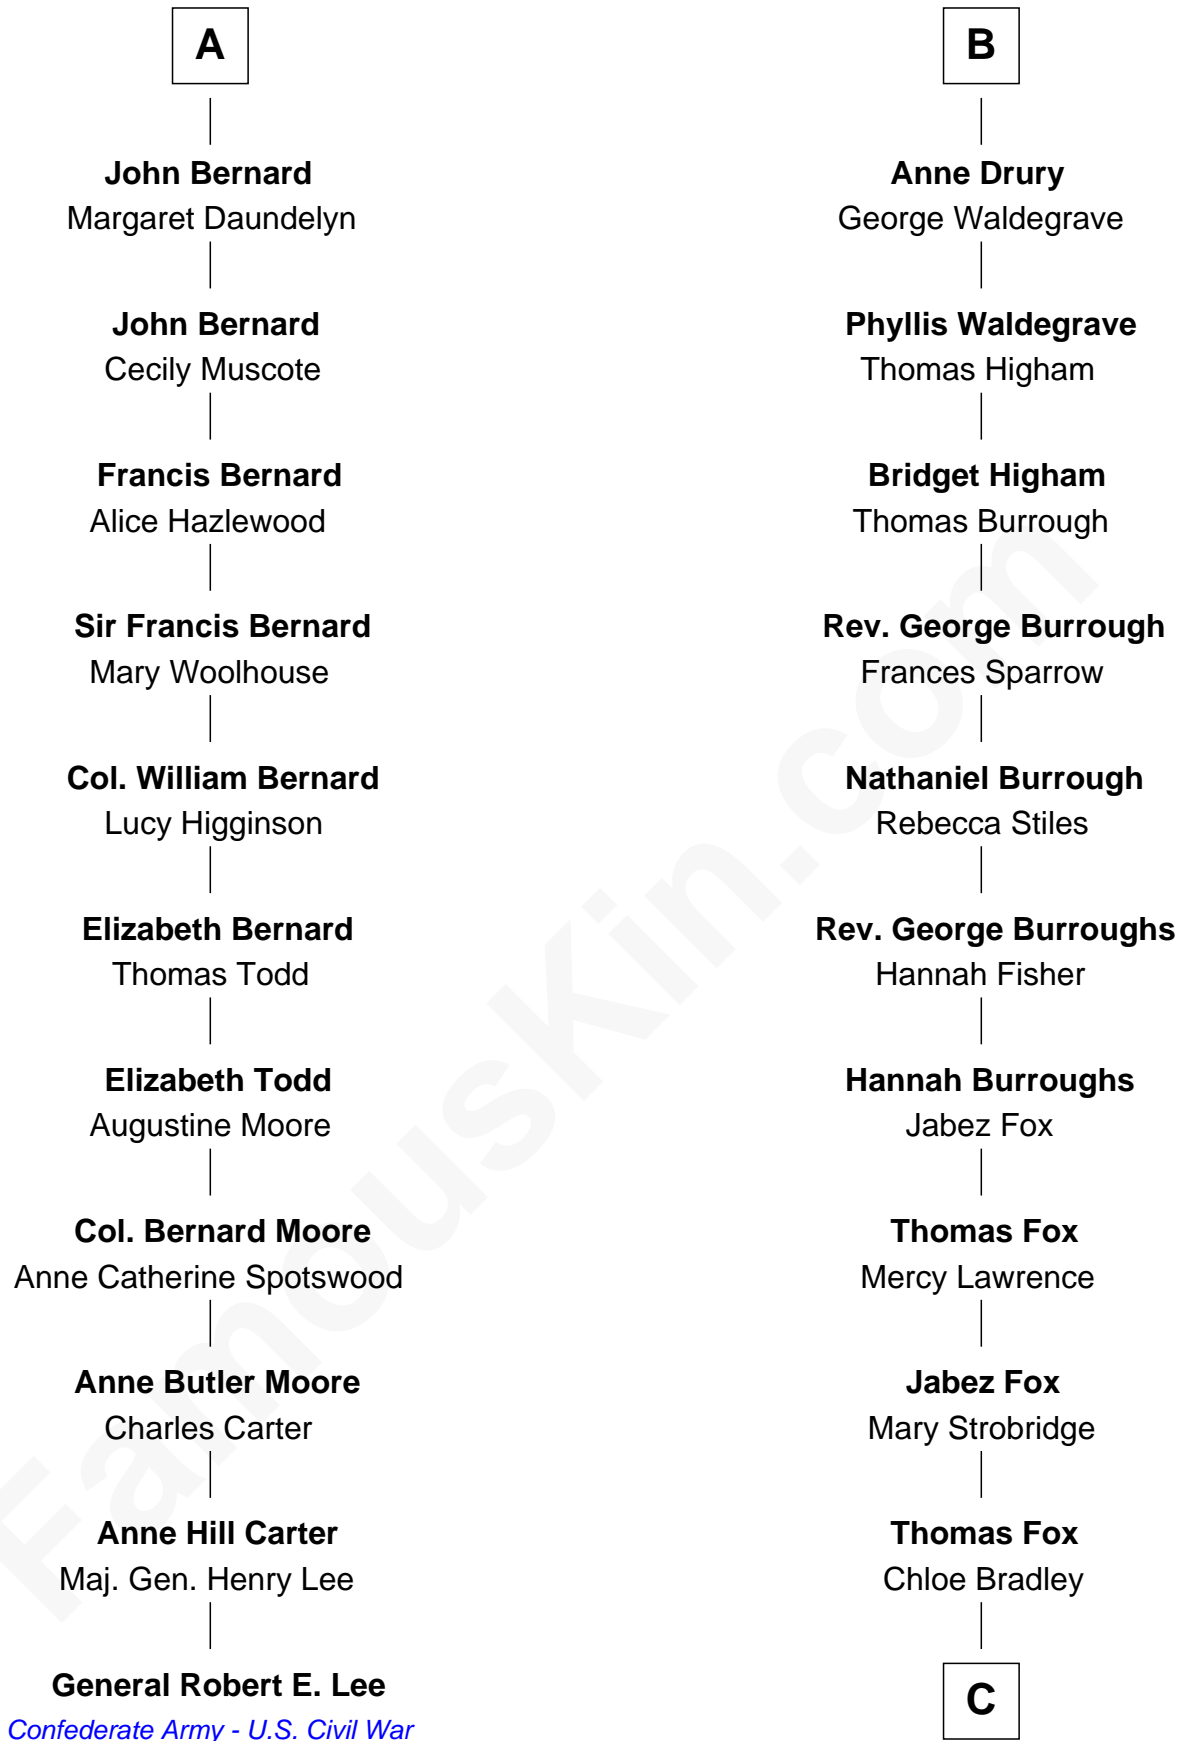 A
John Bernard
Margaret Daundelyn
John Bernard
Cecily Muscote
Francis Bernard
Alice Hazlewood
Sir Francis Bernard
Mary Woolhouse
Col. William Bernard
Lucy Higginson
Elizabeth Bernard
Thomas Todd
Elizabeth Todd
Augustine Moore
Col. Bernard Moore
Anne Catherine Spotswood
Anne Butler Moore
Charles Carter
Anne Hill Carter
Maj. Gen. Henry Lee
General Robert E. Lee
Confederate Army - U.S. Civil War
B
Anne Drury
George Waldegrave
Phyllis Waldegrave
Thomas Higham
Bridget Higham
Thomas Burrough
Rev. George Burrough
Frances Sparrow
Nathaniel Burrough
Rebecca Stiles
Rev. George Burroughs
Hannah Fisher
Hannah Burroughs
Jabez Fox
Thomas Fox
Mercy Lawrence
Jabez Fox
Mary Strobridge
Thomas Fox
Chloe Bradley
C
FamousKin.com